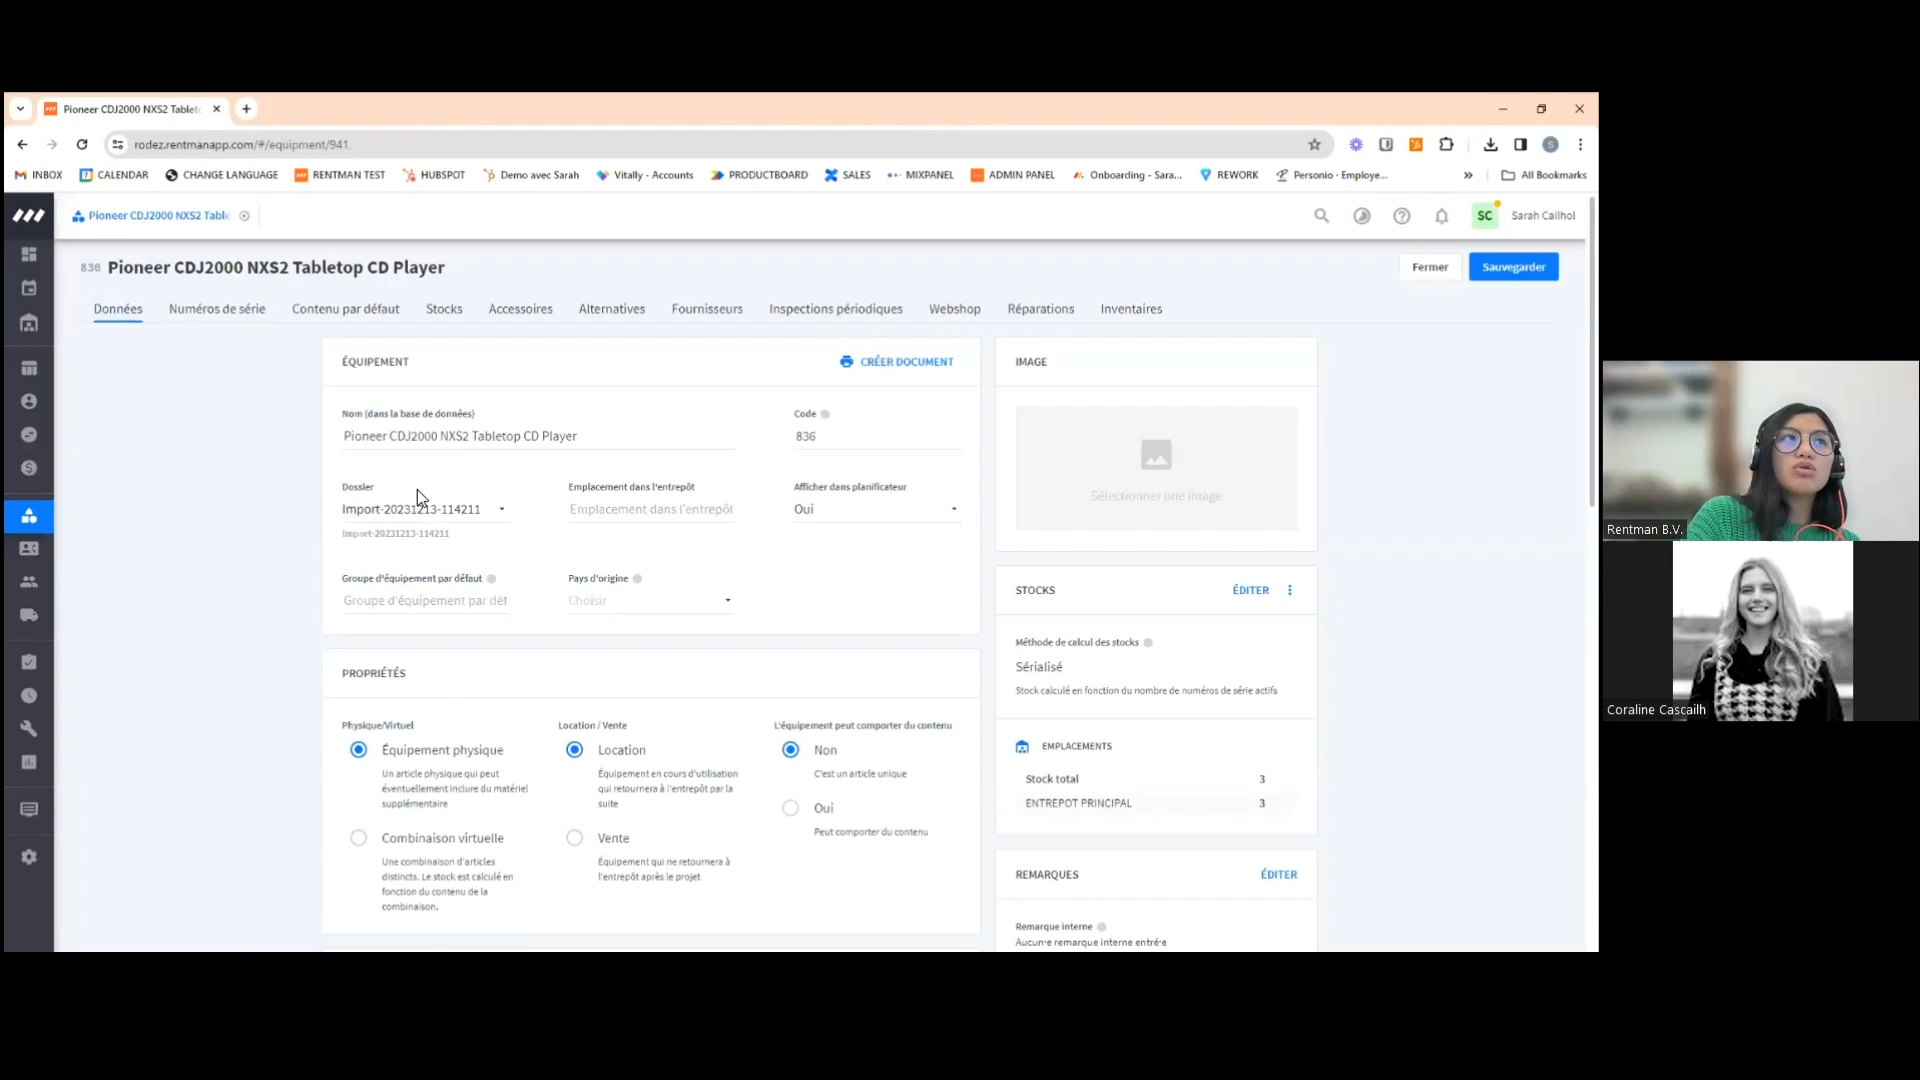 Pioneer CDJ2000 NXS2 Tablet
rodez.rentmanapp.com/#/equipment/941
INBOX
CALENDAR
CHANGE LANGUAGE
RENTMAN TEST
HUBSPOT
Demo avec Sarah
Vitally - Accounts
PRODUCTBOARD
SALES
MIXPANEL
ADMIN PANEL
Onboarding - Sara...
REWORK
Personio - Employe...
All Bookmarks
Pioneer CDJ2000 NXS2 Table
SC
Sarah Cailhol
836 Pioneer CDJ2000 NXS2 Tabletop CD Player
Fermer
Sauvegarder
Données
Numéros de série
Contenu par défaut
Stocks
Accessoires
Alternatives
Fournisseurs
Inspections périodiques
Webshop
Réparations
Inventaires
ÉQUIPEMENT
CRÉER DOCUMENT
Nom (dans la base de données)
Pioneer CDJ2000 NXS2 Tabletop CD Player
Code
836
Dossier
Import-20231213-114211
Import-20231213-114211
Emplacement dans l'entrepôt
Emplacement dans l'entrepôt
Afficher dans planificateur
Oui
Groupe d'équipement par défaut
Groupe d'équipement par déf
Pays d'origine
Choisir
PROPRIÉTÉS
Physique/Virtuel
Équipement physique
Un article physique qui peut
éventuellement inclure du matériel
supplémentaire
Combinaison virtuelle
Une combinaison d'articles
distincts. Le stock est calculé en
fonction du contenu de la
combinaison.
Location / Vente
Location
Équipement en cours d'utilisation
qui retournera à l'entrepôt par la
suite
Vente
Équipement qui ne retournera à
l'entrepôt après le projet
L'équipement peut comporter du contenu
Non
C'est un article unique
Oui
Peut comporter du contenu
IMAGE
Sélectionner une image
STOCKS
ÉDITER
Méthode de calcul des stocks
Sérialisé
Stock calculé en fonction du nombre de numéros de série actifs
EMPLACEMENTS
Stock total 3
ENTREPOT PRINCIPAL 3
REMARQUES
ÉDITER
Remarque interne
Aucun·e remarque interne entré·e
Rentman B.V.
Coraline Cascailh